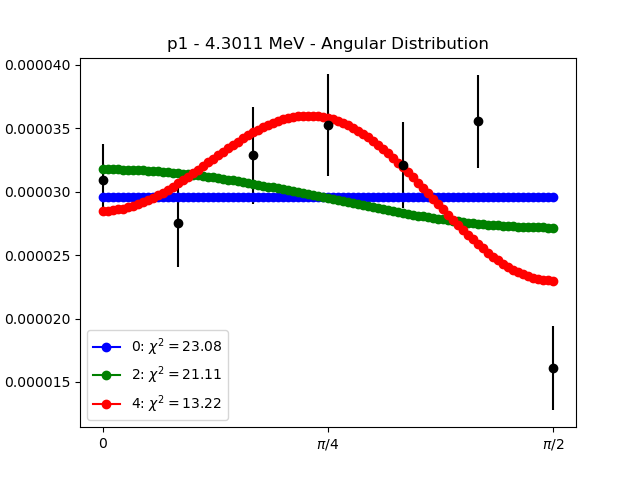 p1 - 4.3011 MeV - Angular Distribution
0.000040
0.000035
0.000030
0.000025
0.000020
0.000015
0: χ² = 23.08
2: χ² = 21.11
4: χ² = 13.22
0
π/4
π/2